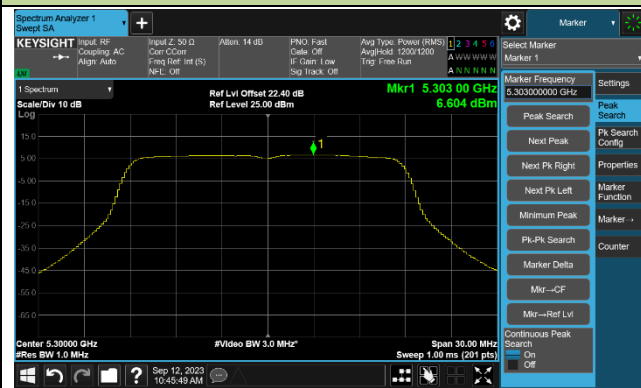 Spectrum Analyzer 1
Swept SA
Marker
KEYSIGHT
Input: RF
Coupling: AC
Align: Auto
Input Z: 50 Ω
Corr CCorr
Freq Ref: Int (S)
NFE: Off
Atten: 14 dB
PNO: Fast
Gate: Off
IF Gain: Low
Sig Track: Off
Avg Type: Power (RMS)
Avg|Hold: 1200/1200
Trig: Free Run
1 2 3 4 5 6
A W W W W W
A N N N N N
LXI
Select Marker
Marker 1
1 Spectrum
Scale/Div 10 dB
Log
Ref Lvl Offset 22.40 dB
Ref Level 25.00 dBm
Mkr1 5.303 00 GHz
6.604 dBm
15.0
5.00
-5.00
-15.0
-25.0
-35.0
-45.0
-55.0
-65.0
1
Center 5.30000 GHz
#Res BW 1.0 MHz
#Video BW 3.0 MHz*
Span 30.00 MHz
Sweep 1.00 ms (201 pts)
Marker Frequency
5.303000000 GHz
Peak Search
Next Peak
Next Pk Right
Next Pk Left
Minimum Peak
Pk-Pk Search
Marker Delta
Mkr→CF
Mkr→Ref Lvl
Continuous Peak
Search
On
Off
Settings
Peak
Search
Pk Search
Config
Properties
Marker
Function
Marker→
Counter
Sep 12, 2023
10:45:49 AM